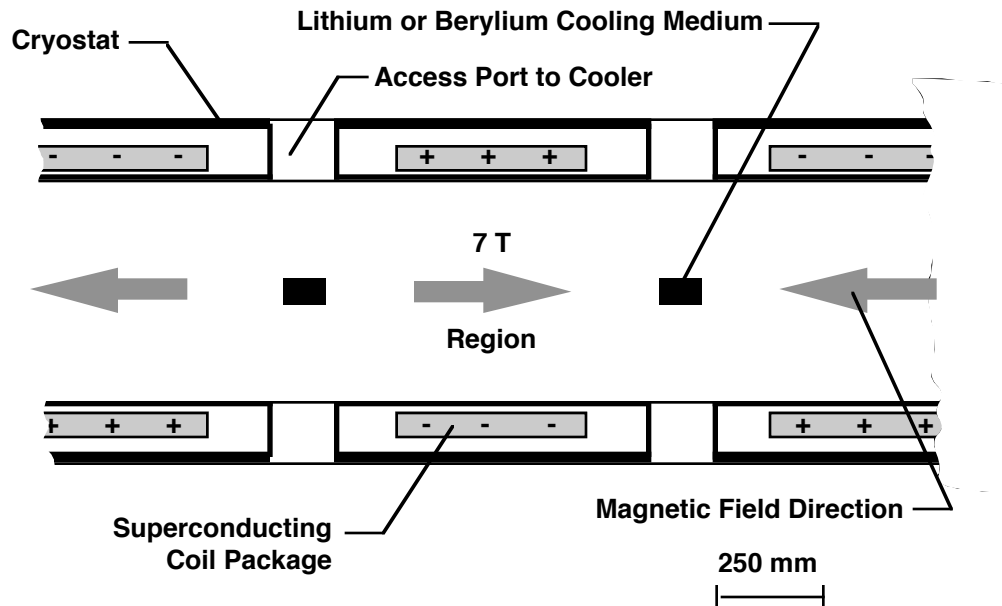 Lithium or Berylium Cooling Medium
Cryostat
Access Port to Cooler
- - -
+ + +
- - -
7 T
Region
+ + +
- - -
+ + +
Superconducting
Coil Package
Magnetic Field Direction
250 mm